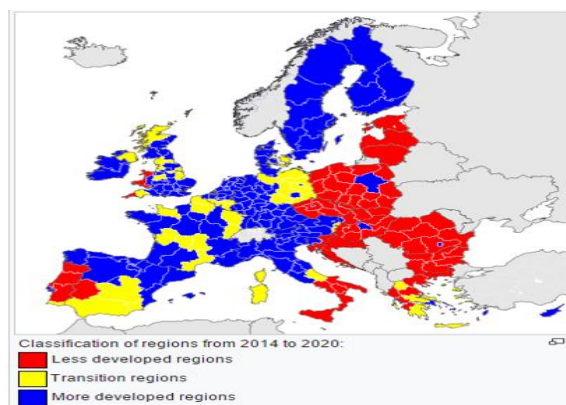 Classification of regions from 2014 to 2020:
Less developed regions
Transition regions
More developed regions